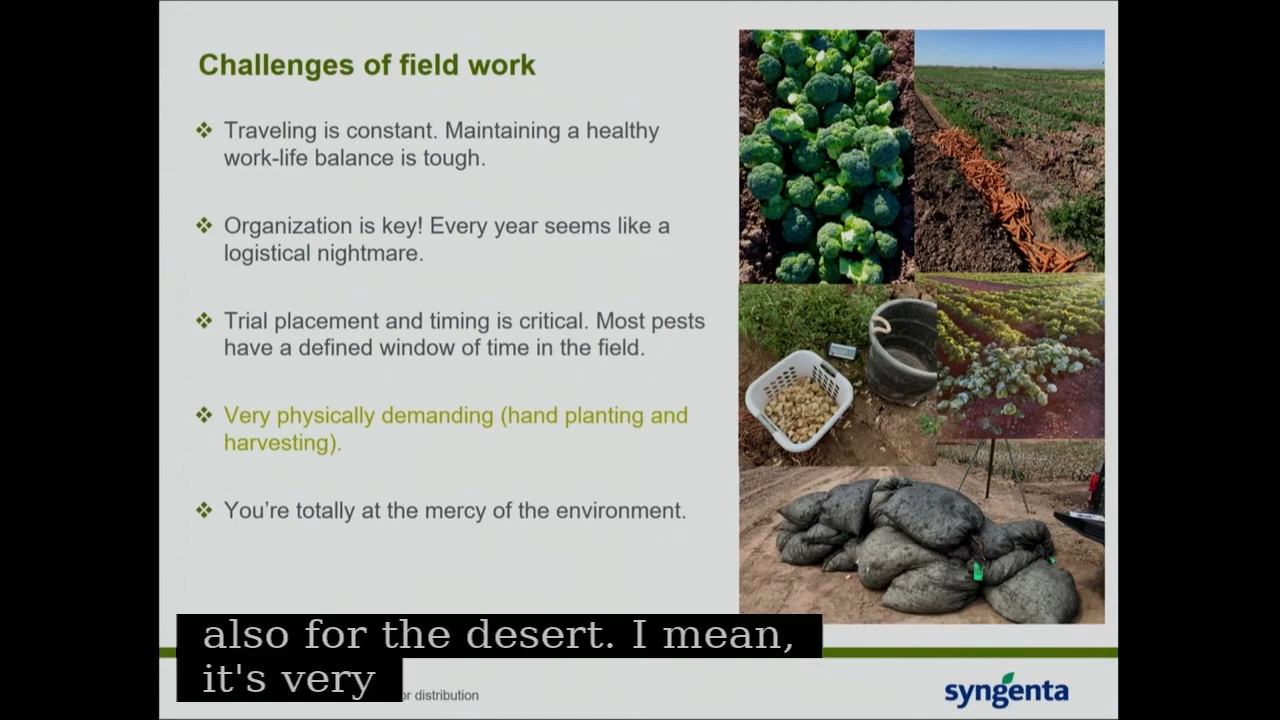 Challenges of field work
Traveling is constant. Maintaining a healthy
work-life balance is tough.
Organization is key! Every year seems like a
logistical nightmare.
Trial placement and timing is critical. Most pests
have a defined window of time in the field.
Very physically demanding (hand planting and
harvesting).
You’re totally at the mercy of the environment.
also for the desert. I mean,
it's very
or distribution
syngenta